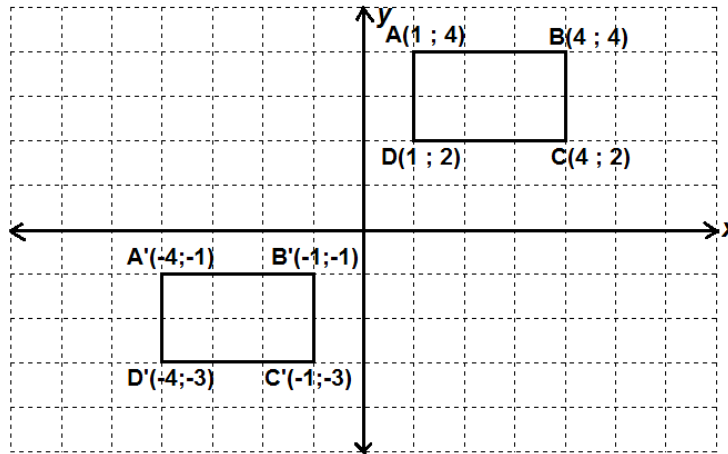 y
A(1 ; 4) B(4 ; 4)
D(1 ; 2) C(4 ; 2)
x
A'(-4;-1) B'(-1;-1)
D'(-4;-3) C'(-1;-3)